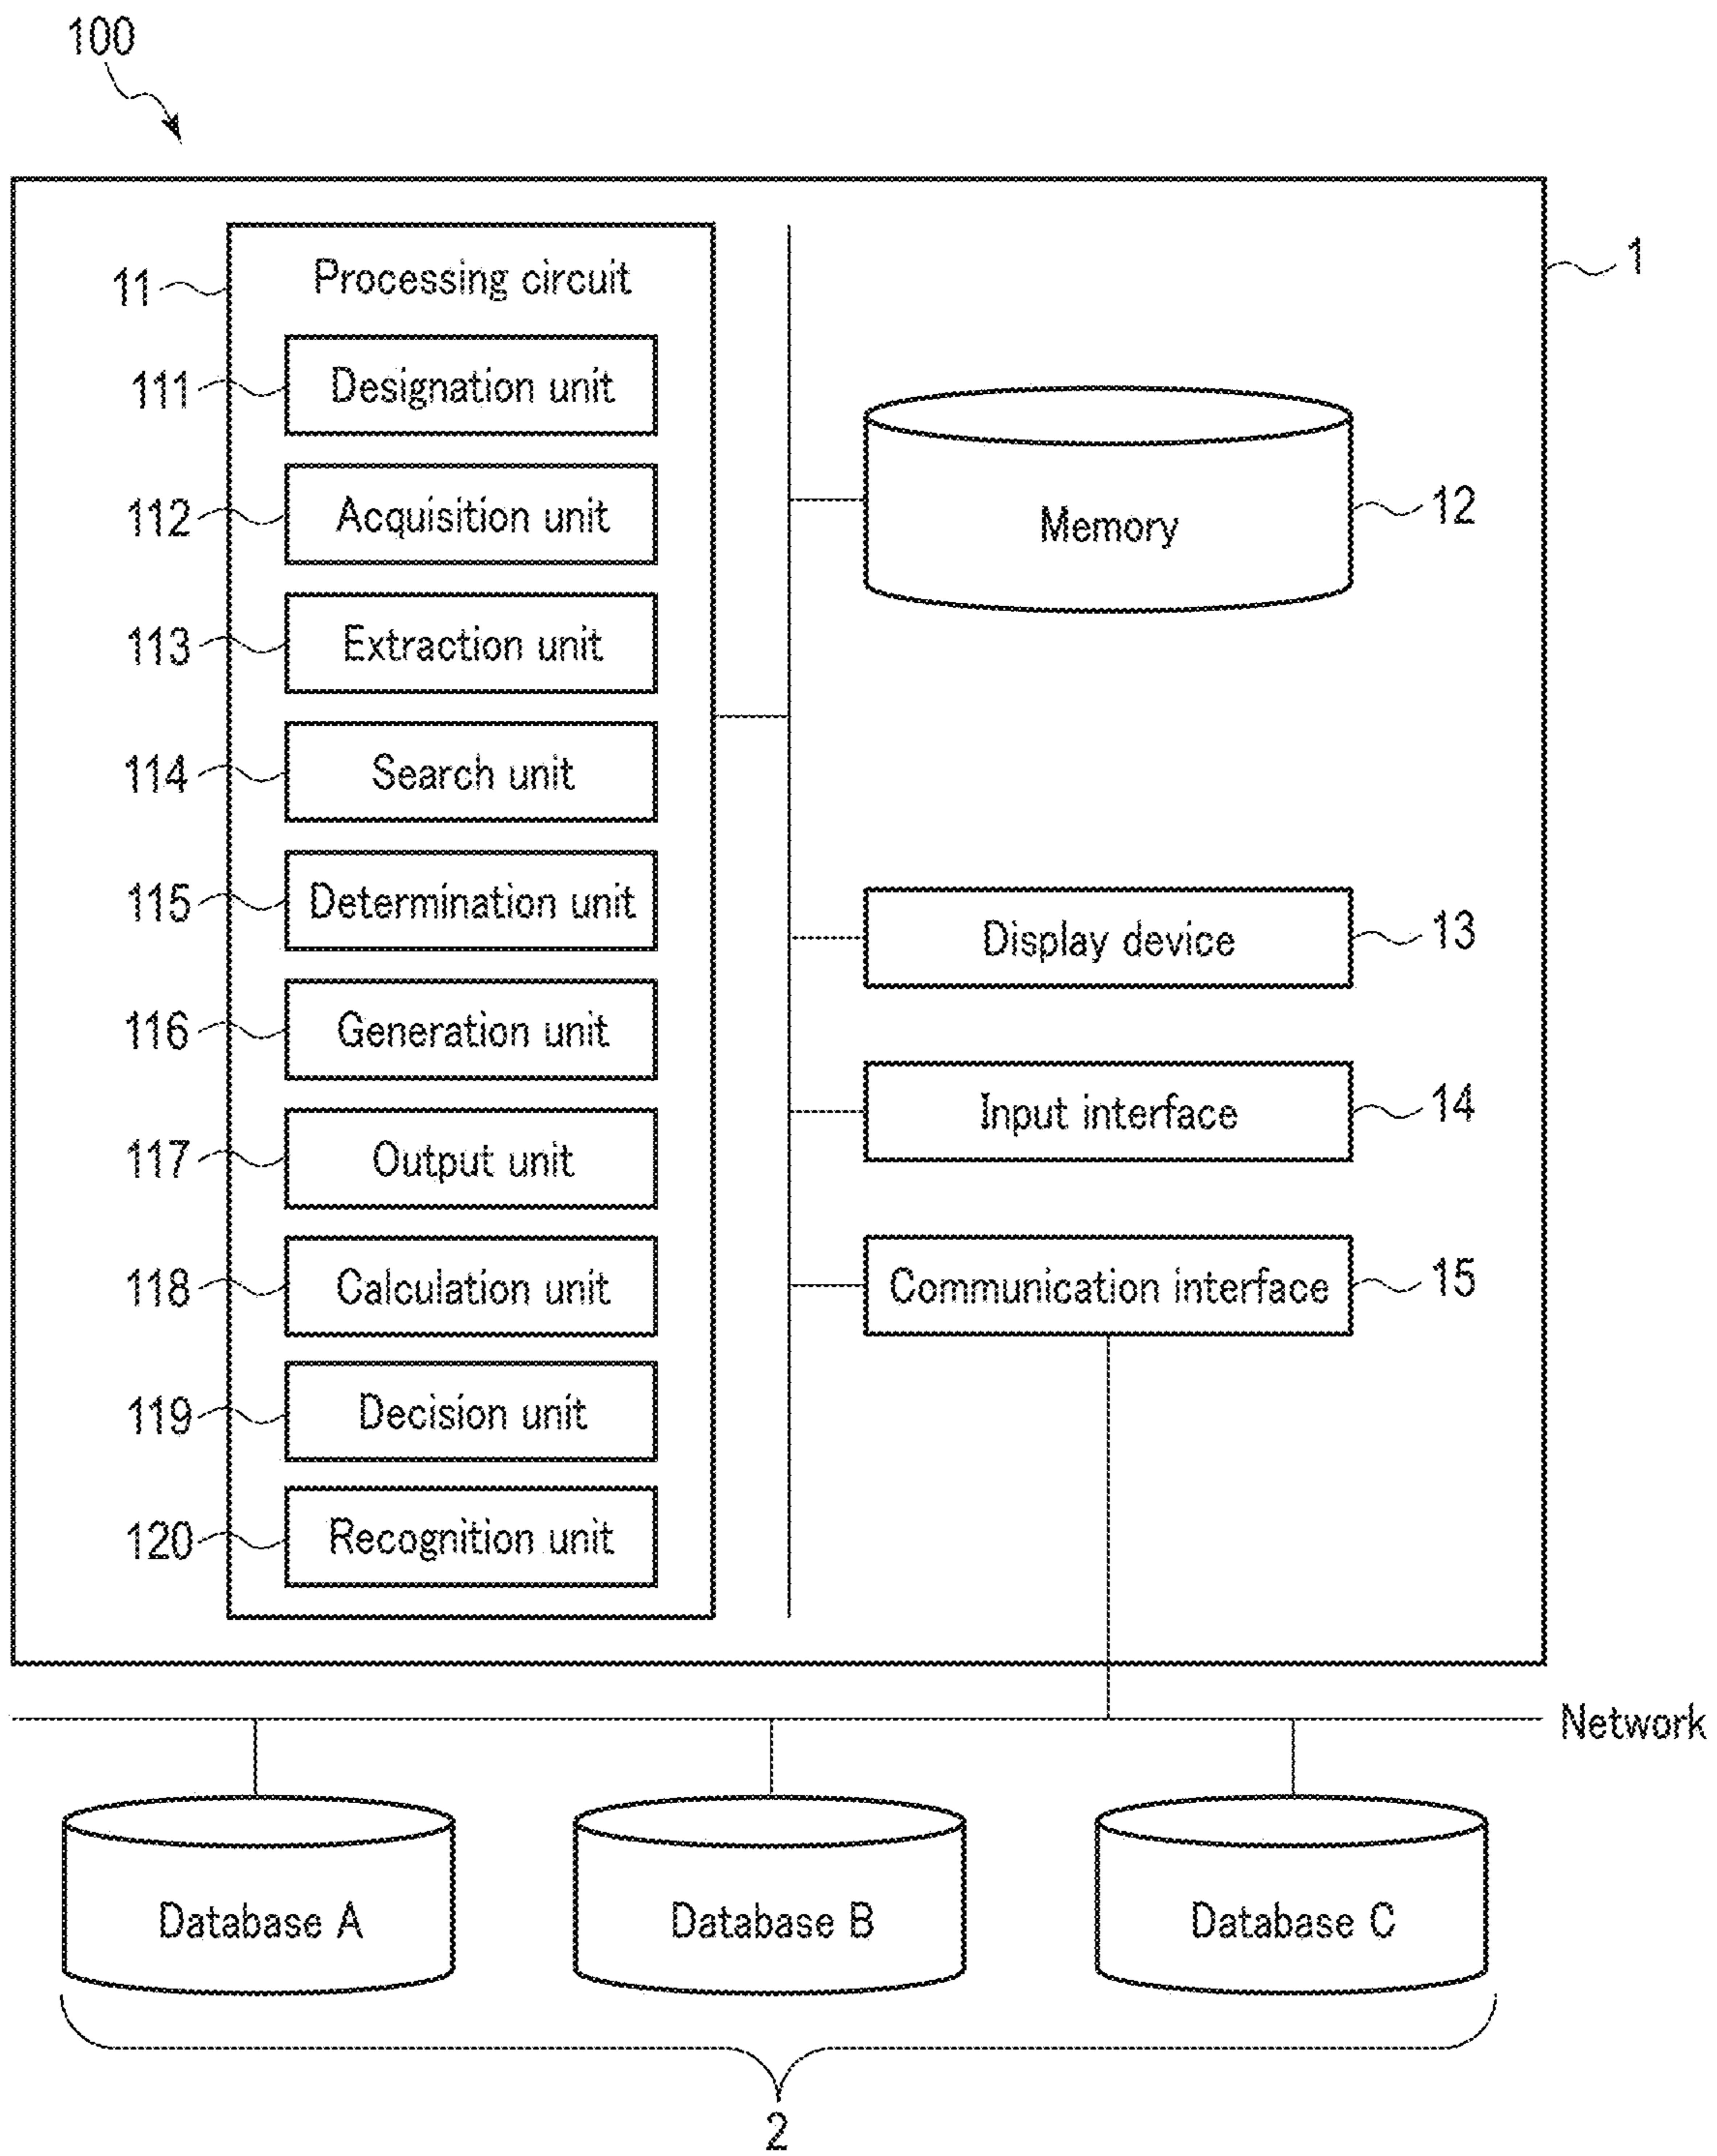 100
1
11
Processing circuit
111
Designation unit
112
Acquisition unit
113
Extraction unit
114
Search unit
115
Determination unit
116
Generation unit
117
Output unit
118
Calculation unit
119
Decision unit
120
Recognition unit
Memory
12
Display device
13
Input interface
14
Communication interface
15
Network
Database A
Database B
Database C
2